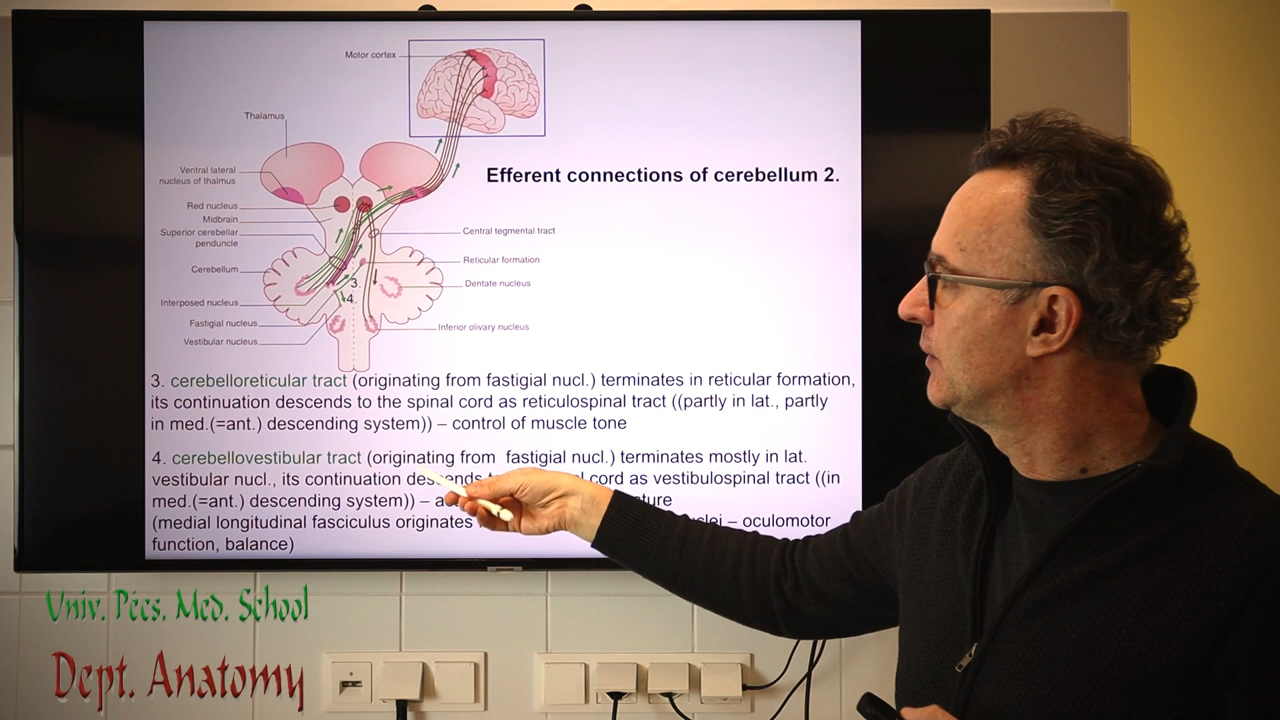 Motor cortex
Thalamus
Ventral lateral
nucleus of thalmus
Efferent connections of cerebellum 2.
Red nucleus
Midbrain
Superior cerebellar
penduncle
Central tegmental tract
Cerebellum
Reticular formation
Dentate nucleus
3.
4.
Interposed nucleus
Fastigial nucleus
Inferior olivary nucleus
Vestibular nucleus
3. cerebelloreticular tract (originating from fastigial nucl.) terminates in reticular formation,
its continuation descends to the spinal cord as reticulospinal tract ((partly in lat., partly
in med.(=ant.) descending system)) – control of muscle tone
4. cerebellovestibular tract (originating from fastigial nucl.) terminates mostly in lat.
vestibular nucl., its continuation descends cord as vestibulospinal tract ((in
med.(=ant.) descending system)) –
(medial longitudinal fasciculus originates – oculomotor
function, balance)
Univ. Pécs. Med. School
Dept. Anatomy